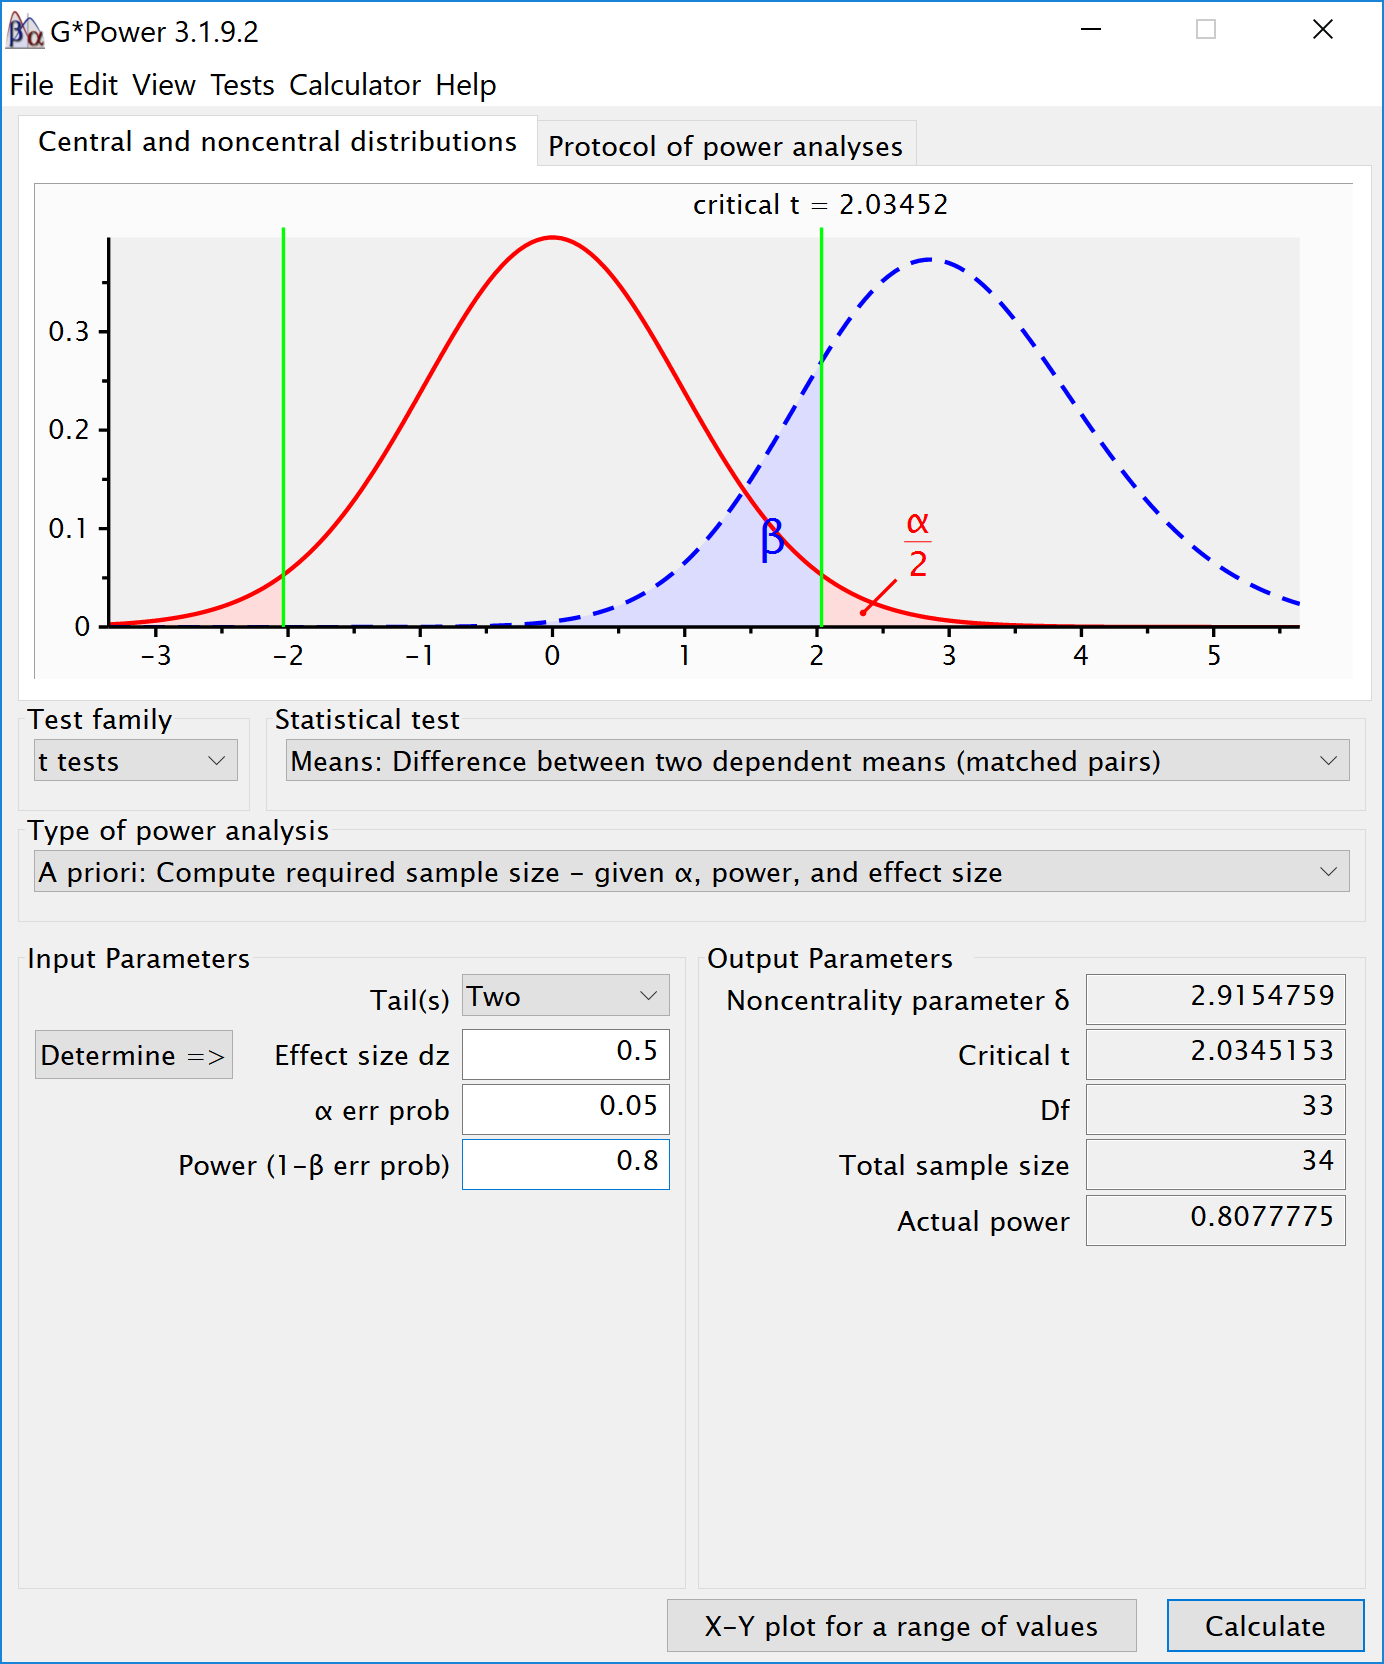 G*Power 3.1.9.2
File Edit View Tests Calculator Help
Central and noncentral distributions
Protocol of power analyses
critical t = 2.03452
0.3
0.2
0.1
0
β
α
2
-3 -2 -1 0 1 2 3 4 5
Test family
Statistical test
t tests
Means: Difference between two dependent means (matched pairs)
Type of power analysis
A priori: Compute required sample size - given α, power, and effect size
Input Parameters
Tail(s) Two
Determine => Effect size dz 0.5
α err prob 0.05
Power (1-β err prob) 0.8
Output Parameters
Noncentrality parameter δ 2.9154759
Critical t 2.0345153
Df 33
Total sample size 34
Actual power 0.8077775
X-Y plot for a range of values
Calculate